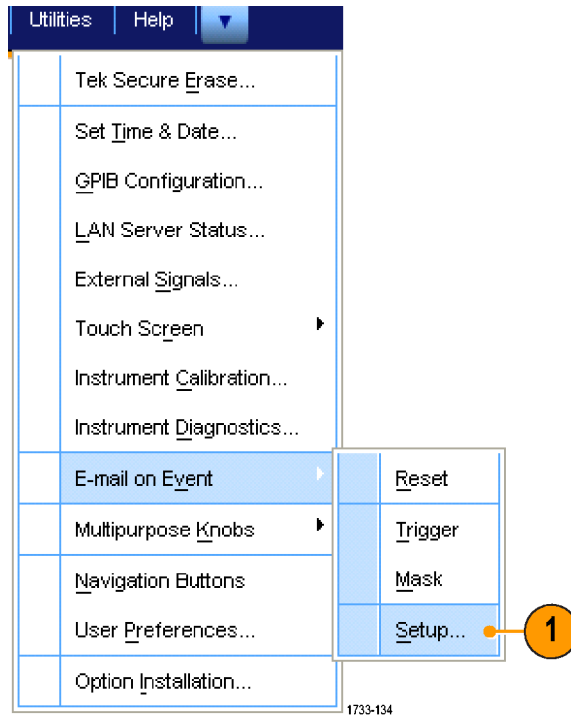 Utilities Help
Tek Secure Erase...
Set Time & Date...
GPIB Configuration...
LAN Server Status...
External Signals...
Touch Screen
Instrument Calibration...
Instrument Diagnostics...
E-mail on Event
Reset
Multipurpose Knobs
Trigger
Navigation Buttons
Mask
User Preferences...
Setup...
1
Option Installation...
1733-134